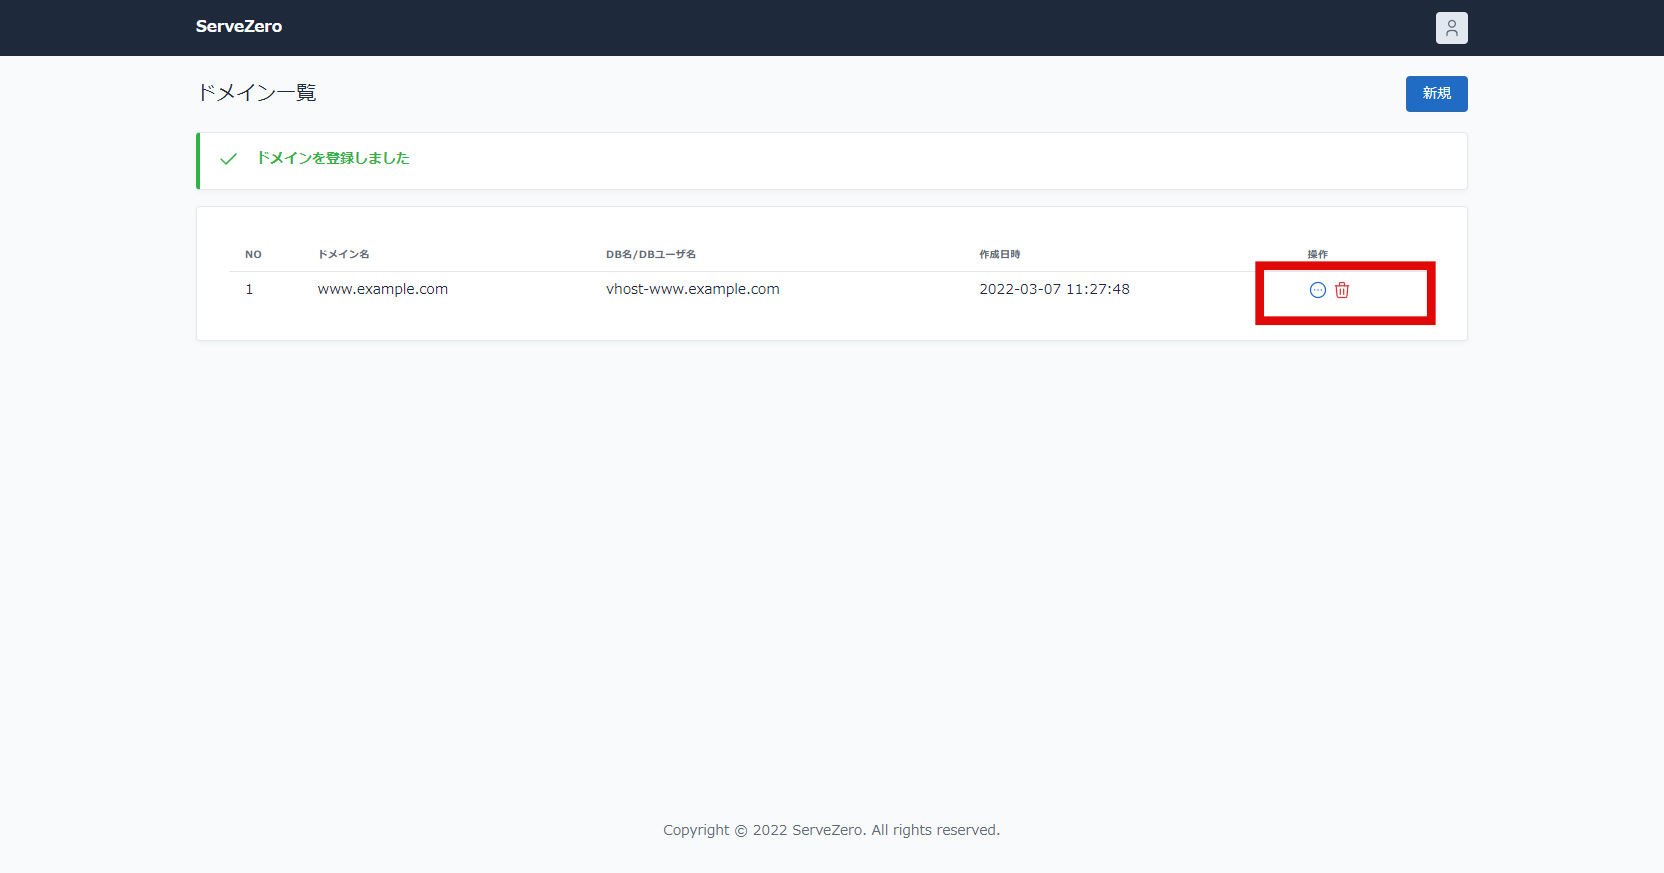 ServeZero
ドメイン一覧
新規
ドメインを登録しました
NO ドメイン名 DB名/DBユーザ名 作成日時 操作
1 www.example.com vhost-www.example.com 2022-03-07 11:27:48
Copyright © 2022 ServeZero. All rights reserved.